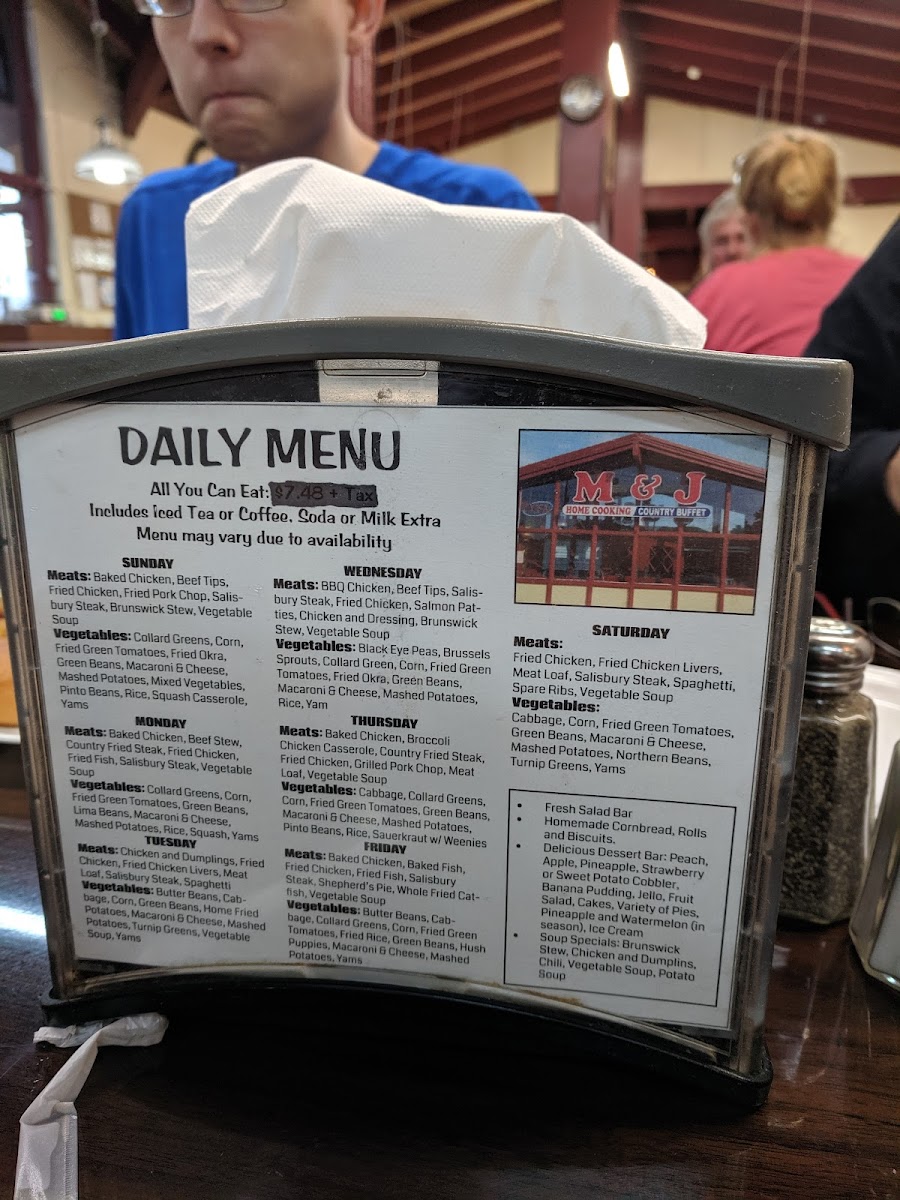 DAILY MENU
All You Can Eat: $7.48 + Tax
Includes Iced Tea or Coffee. Soda or Milk Extra
Menu may vary due to availability
SUNDAY
Meats: Baked Chicken, Beef Tips,
Fried Chicken, Fried Pork Chop, Salis-
bury Steak, Brunswick Stew, Vegetable
Soup
Vegetables: Collard Greens, Corn,
Fried Green Tomatoes, Fried Okra,
Green Beans, Macaroni & Cheese,
Mashed Potatoes, Mixed Vegetables,
Pinto Beans, Rice, Squash Casserole,
Yams
MONDAY
Meats: Baked Chicken, Beef Stew,
Country Fried Steak, Fried Chicken,
Fried Fish, Salisbury Steak, Vegetable
Soup
Vegetables: Collard Greens, Corn,
Fried Green Tomatoes, Green Beans,
Lima Beans, Macaroni & Cheese,
Mashed Potatoes, Rice, Squash, Yams
TUESDAY
Meats: Chicken and Dumplings, Fried
Chicken, Fried Chicken Livers, Meat
Loaf, Salisbury Steak, Spaghetti
Vegetables: Butter Beans, Cab-
bage, Corn, Green Beans, Home Fried
Potatoes, Macaroni & Cheese, Mashed
Potatoes, Turnip Greens, Vegetable
Soup, Yams
WEDNESDAY
Meats: BBQ Chicken, Beef Tips, Salis-
bury Steak, Fried Chicken, Salmon Pat-
ties, Chicken and Dressing, Brunswick
Stew, Vegetable Soup
Vegetables: Black Eye Peas, Brussels
Sprouts, Collard Green, Corn, Fried Green
Tomatoes, Fried Okra, Green Beans,
Macaroni & Cheese, Mashed Potatoes,
Rice, Yam
THURSDAY
Meats: Baked Chicken, Broccoli
Chicken Casserole, Country Fried Steak,
Fried Chicken, Grilled Pork Chop, Meat
Loaf, Vegetable Soup
Vegetables: Cabbage, Collard Greens,
Corn, Fried Green Tomatoes, Green Beans,
Macaroni & Cheese, Mashed Potatoes,
Pinto Beans, Rice, Sauerkraut w/ Weenies
FRIDAY
Meats: Baked Chicken, Baked Fish,
Fried Chicken, Fried Fish, Salisbury
Steak, Shepherd's Pie, Whole Fried Cat-
fish, Vegetable Soup
Vegetables: Butter Beans, Cab-
bage, Collard Greens, Corn, Fried Green
Tomatoes, Fried Rice, Green Beans, Hush
Puppies, Macaroni & Cheese, Mashed
Potatoes, Yams
M & J
HOME COOKING COUNTRY BUFFET
SATURDAY
Meats:
Fried Chicken, Fried Chicken Livers,
Meat Loaf, Salisbury Steak, Spaghetti,
Spare Ribs, Vegetable Soup
Vegetables:
Cabbage, Corn, Fried Green Tomatoes,
Green Beans, Macaroni & Cheese,
Mashed Potatoes, Northern Beans,
Turnip Greens, Yams
• Fresh Salad Bar
• Homemade Cornbread, Rolls
and Biscuits.
• Delicious Dessert Bar: Peach,
Apple, Pineapple, Strawberry
or Sweet Potato Cobbler,
Banana Pudding, Jello, Fruit
Salad, Cakes, Variety of Pies,
Pineapple and Watermelon (in
season), Ice Cream
• Soup Specials: Brunswick
Stew, Chicken and Dumplins,
Chili, Vegetable Soup, Potato
Soup